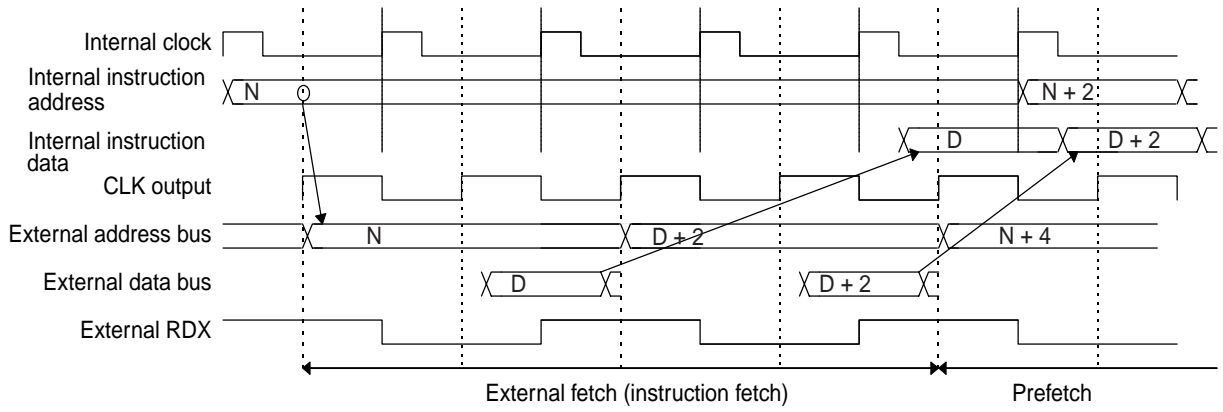 Internal clock
Internal instruction
address
N
N + 2
Internal instruction
data
D
D + 2
CLK output
External address bus
N
D + 2
N + 4
External data bus
D
D + 2
External RDX
External fetch (instruction fetch)
Prefetch